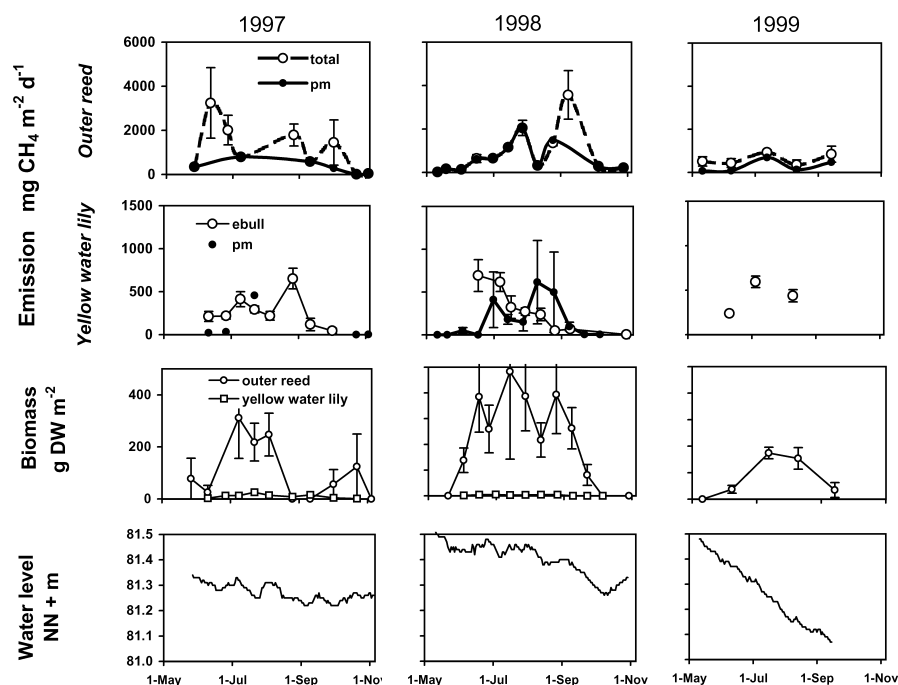 1997
1998
1999
Emission mg CH4 m-2 d-1
Outer reed
6000
4000
2000
0
total
pm
Yellow water lily
1500
1000
500
0
ebull
pm
Biomass
g DW m-2
400
200
0
outer reed
yellow water lily
Water level
NN + m
81.5
81.4
81.3
81.2
81.1
81.0
1-May
1-Jul
1-Sep
1-Nov
1-May
1-Jul
1-Sep
1-Nov
1-May
1-Jul
1-Sep
1-Nov